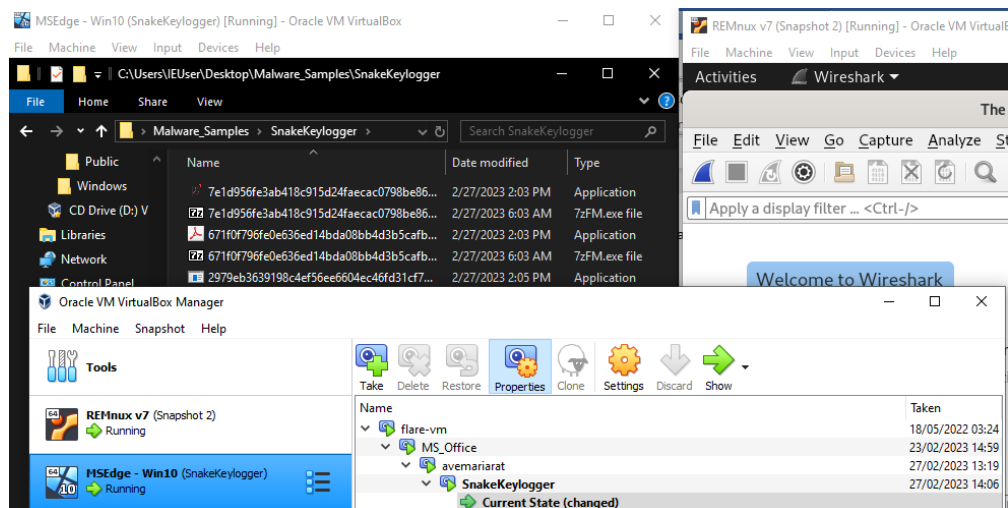 MSEdge - Win10 (SnakeKeylogger) [Running] - Oracle VM VirtualBox
File Machine View Input Devices Help
C:\Users\IEUser\Desktop\Malware_Samples\SnakeKeylogger
File Home Share View
Malware_Samples > SnakeKeylogger > Search SnakeKeylogger
Public
Windows
CD Drive (D:) V
Libraries
Network
Control Panel
Name Date modified Type
7e1d956fe3ab418c915d24faecac0798be86... 2/27/2023 2:03 PM Application
7e1d956fe3ab418c915d24faecac0798be86... 2/27/2023 6:03 AM 7zFM.exe file
671f0f796fe0e636ed14bda08bb4d3b5cafb... 2/27/2023 2:03 PM Application
671f0f796fe0e636ed14bda08bb4d3b5cafb... 2/27/2023 6:03 AM 7zFM.exe file
2979eb3639198c4ef56ee6604ec46fd31cf7... 2/27/2023 2:05 PM Application
REMnux v7 (Snapshot 2) [Running] - Oracle VM VirtualB
File Machine View Input Devices Help
Activities Wireshark
The
File Edit View Go Capture Analyze St
Apply a display filter ... <Ctrl-/>
Welcome to Wireshark
Oracle VM VirtualBox Manager
File Machine Snapshot Help
Tools
64
REMnux v7 (Snapshot 2)
Running
64
10
MSEdge - Win10 (SnakeKeylogger)
Running
Take Delete Restore Properties Clone Settings Discard Show
Name Taken
flare-vm 18/05/2022 03:24
MS_Office 23/02/2023 14:59
avemariarat 27/02/2023 13:19
SnakeKeylogger 27/02/2023 14:06
Current State (changed)